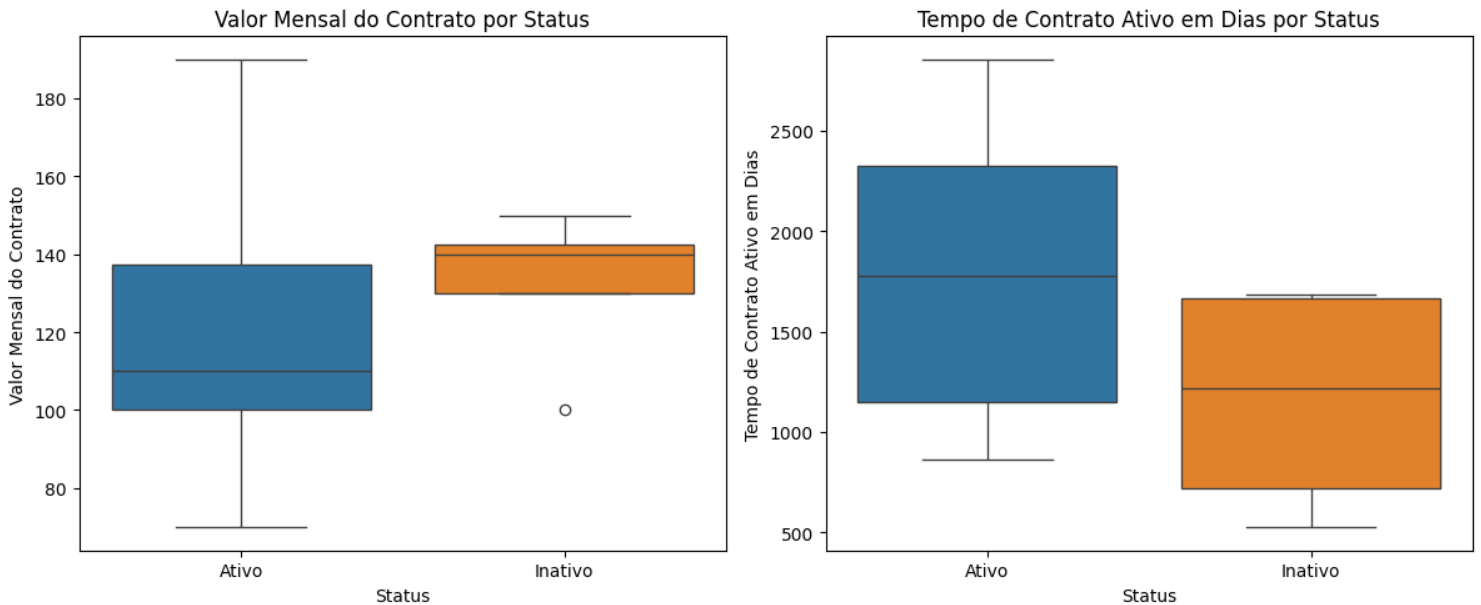 Valor Mensal do Contrato por Status
Valor Mensal do Contrato
180
160
140
120
100
80
Ativo
Inativo
Status
Tempo de Contrato Ativo em Dias por Status
Tempo de Contrato Ativo em Dias
2500
2000
1500
1000
500
Ativo
Inativo
Status